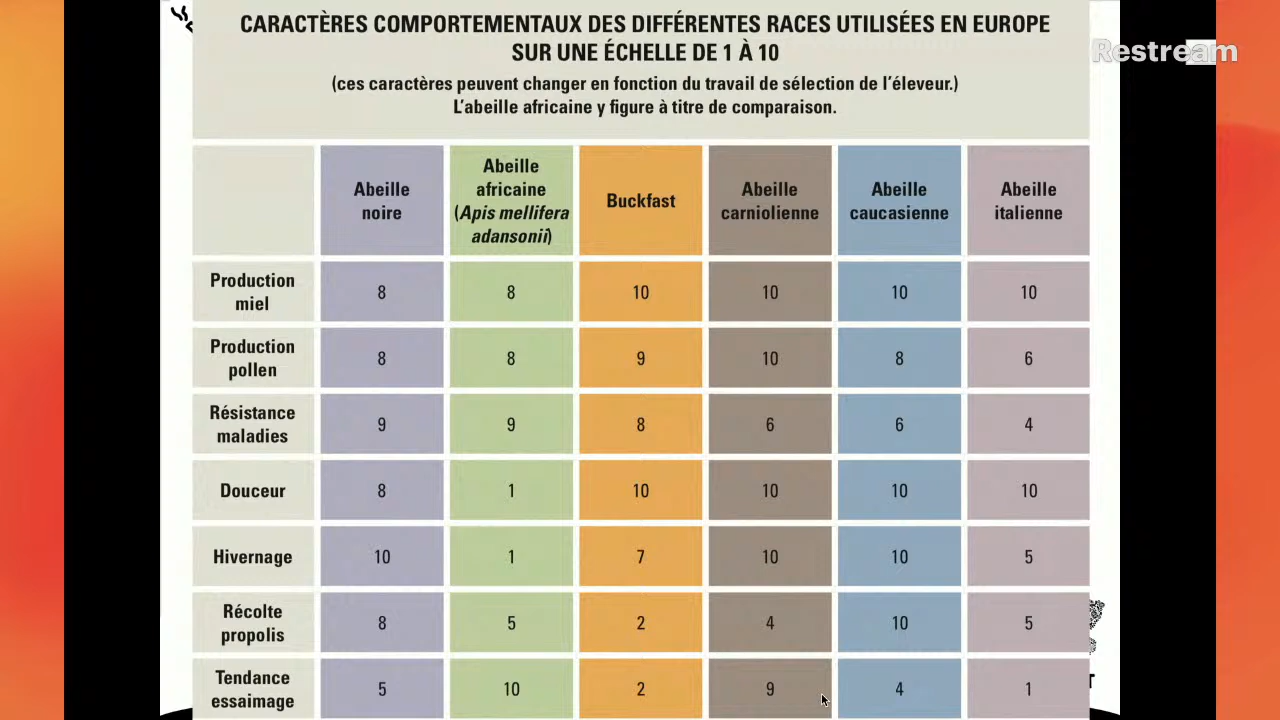 CARACTÈRES COMPORTEMENTAUX DES DIFFÉRENTES RACES UTILISÉES EN EUROPE
SUR UNE ÉCHELLE DE 1 À 10
(ces caractères peuvent changer en fonction du travail de sélection de l'éleveur.)
L'abeille africaine y figure à titre de comparaison.
Restream
Abeille noire
Abeille africaine (Apis mellifera adansonii)
Buckfast
Abeille carniolienne
Abeille caucasienne
Abeille italienne
Production miel 8 8 10 10 10 10
Production pollen 8 8 9 10 8 6
Résistance maladies 9 9 8 6 6 4
Douceur 8 1 10 10 10 10
Hivernage 10 1 7 10 10 5
Récolte propolis 8 5 2 4 10 5
Tendance essaimage 5 10 2 9 4 1